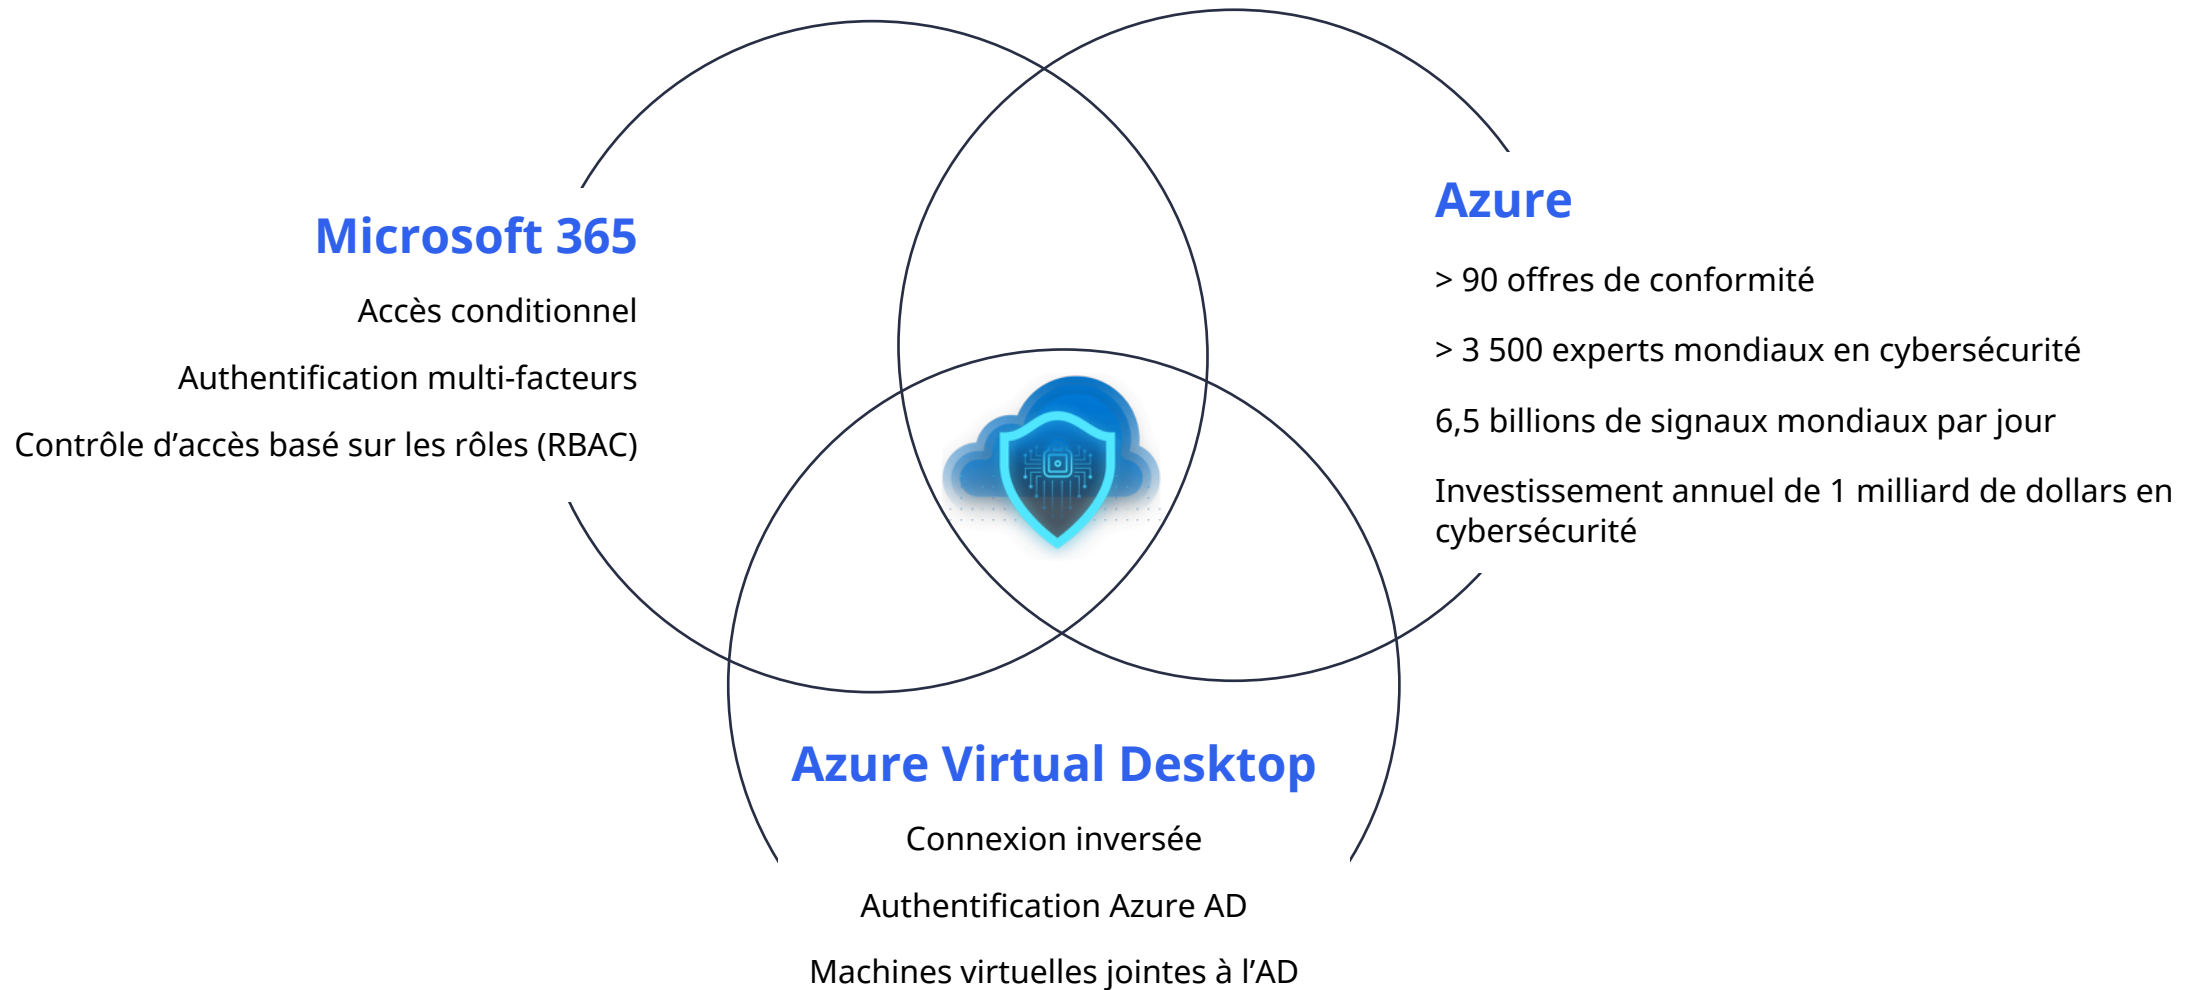 Microsoft 365
Accès conditionnel
Authentification multi-facteurs
Contrôle d’accès basé sur les rôles (RBAC)
Azure
> 90 offres de conformité
> 3 500 experts mondiaux en cybersécurité
6,5 billions de signaux mondiaux par jour
Investissement annuel de 1 milliard de dollars en
cybersécurité
Azure Virtual Desktop
Connexion inversée
Authentification Azure AD
Machines virtuelles jointes à l’AD